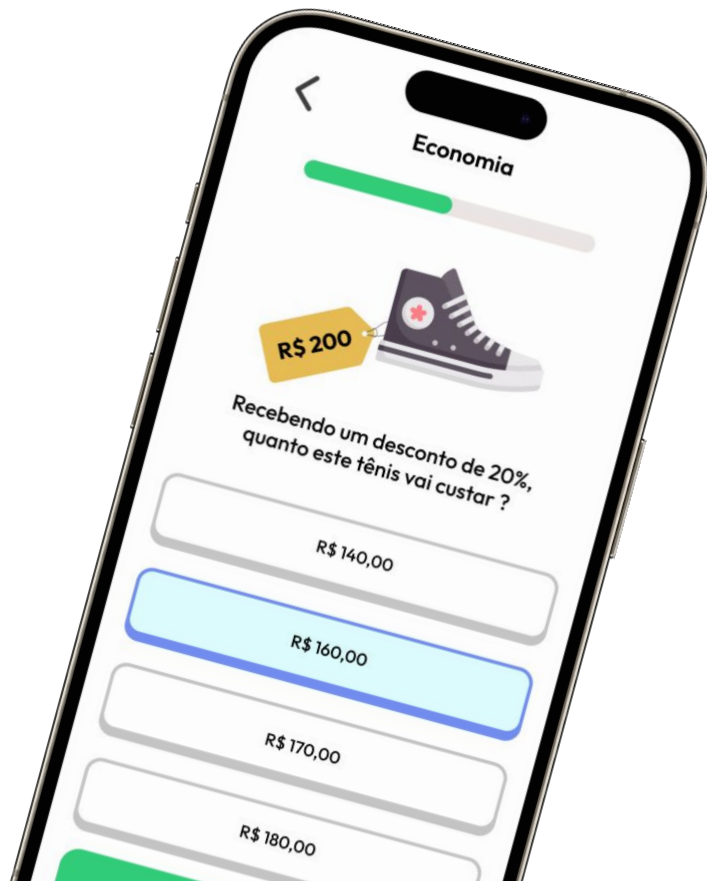 Economia
R$ 200
Recebendo um desconto de 20%,
quanto este tênis vai custar ?
R$ 140,00
R$ 160,00
R$ 170,00
R$ 180,00